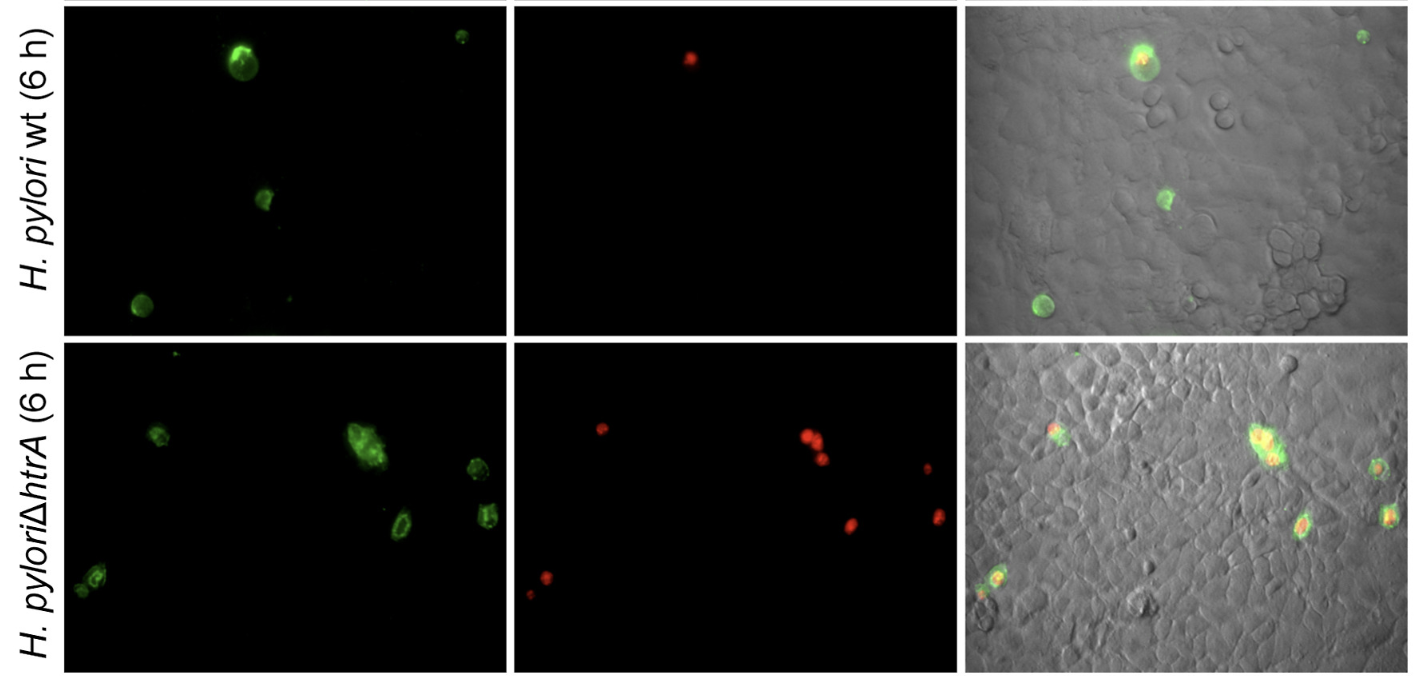 H. pylori wt (6 h)
H. pyloriΔhtrA (6 h)